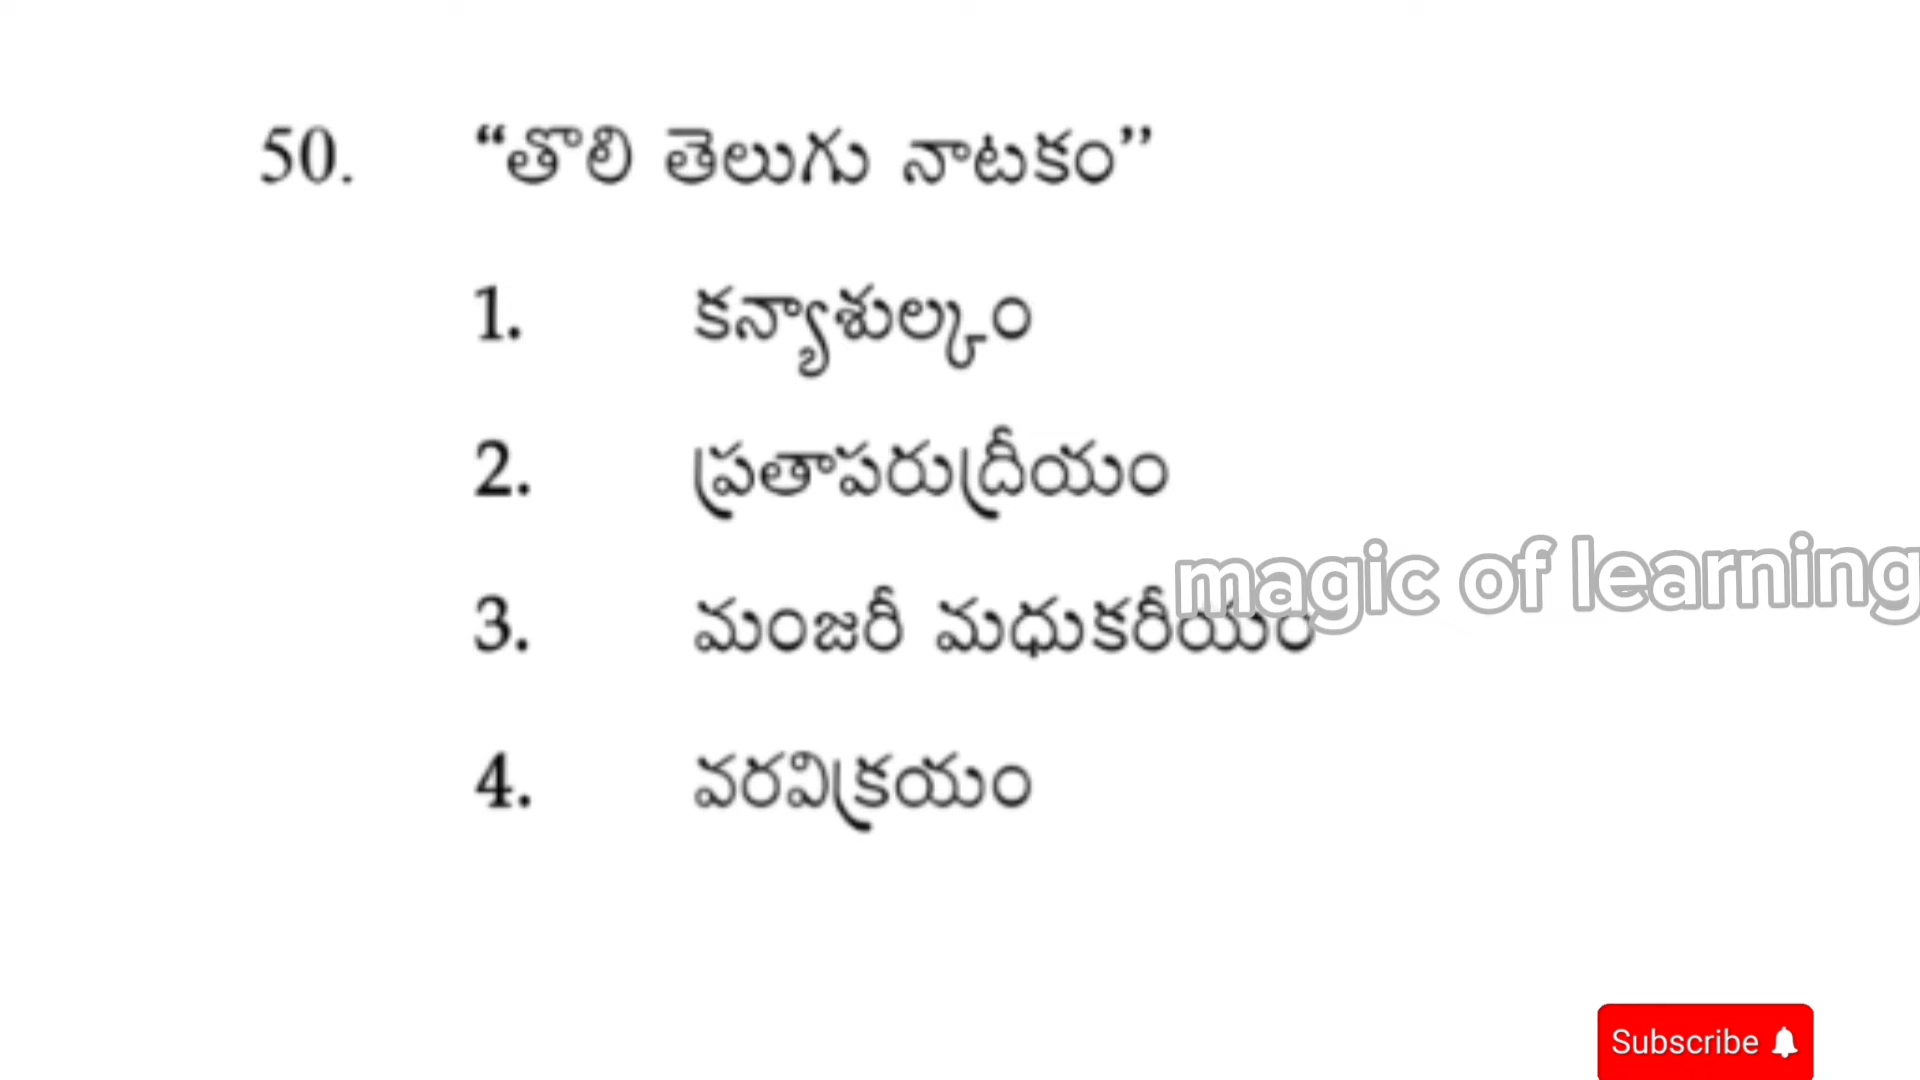 50. “తొలి తెలుగు నాటకం”
1. కన్యాశుల్కం
2. ప్రతాపరుద్రీయం
3. మంజరీ మధుకరీయం
magic of learning
4. వరవిక్రయం
Subscribe